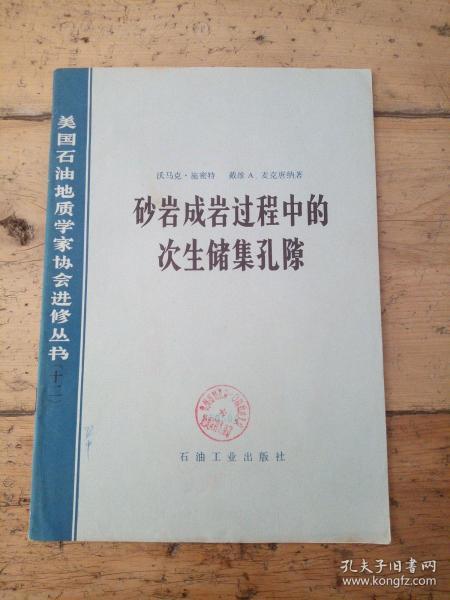 美国石油地质学家协会进修丛书(十二)
沃马克·施密特 戴维A.麦克唐纳著
砂岩成岩过程中的
次生储集孔隙
石油工业出版社
孔夫子旧书网
www.kongfz.com